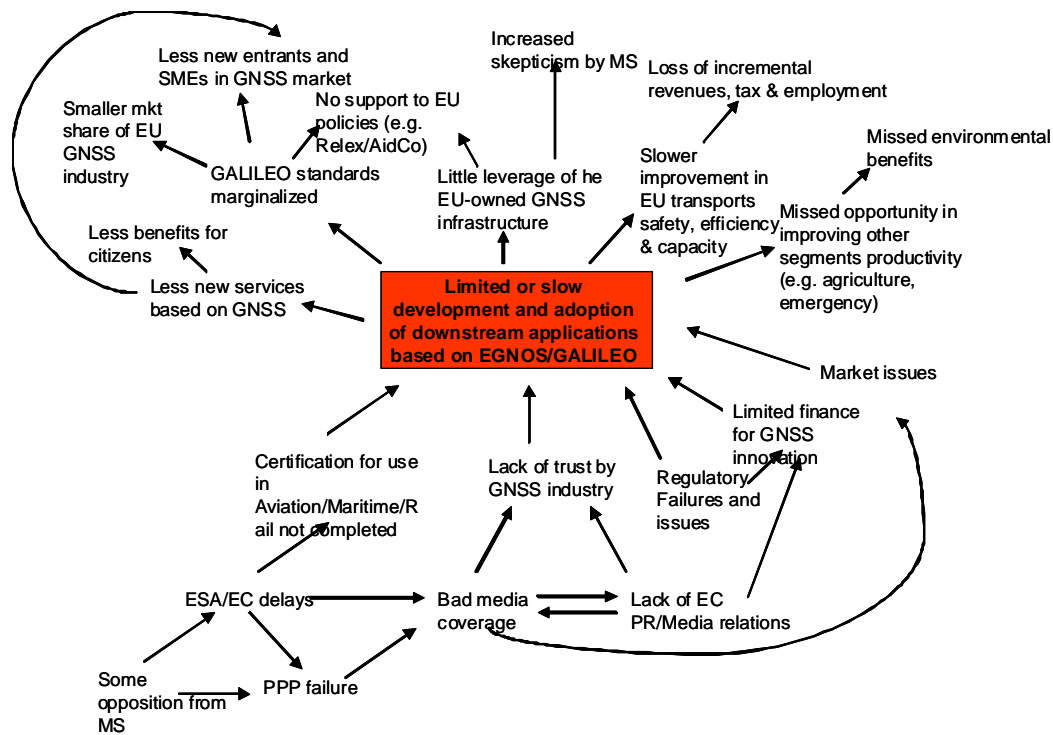 Increased
skepticism by MS
Less new entrants and
SMEs in GNSS market
Loss of incremental
revenues, tax & employment
No support to EU
policies (e.g.
Relex/AidCo)
Smaller mkt
share of EU
GNSS
industry
Missed environmental
benefits
GALILEO standards
marginalized
Little leverage of he
EU-owned GNSS
infrastructure
Slower
improvement in
EU transports
safety, efficiency
& capacity
Missed opportunity in
improving other
segments productivity
(e.g. agriculture,
emergency)
Less benefits for
citizens
Less new services
based on GNSS
Limited or slow
development and adoption
of downstream applications
based on EGNOS/GALILEO
Market issues
Limited finance
for GNSS
innovation
Certification for use
in
Aviation/Maritime/R
ail not completed
Lack of trust by
GNSS industry
Regulatory
Failures and
issues
ESA/EC delays
Bad media
coverage
Lack of EC
PR/Media relations
Some
opposition from
MS
PPP failure